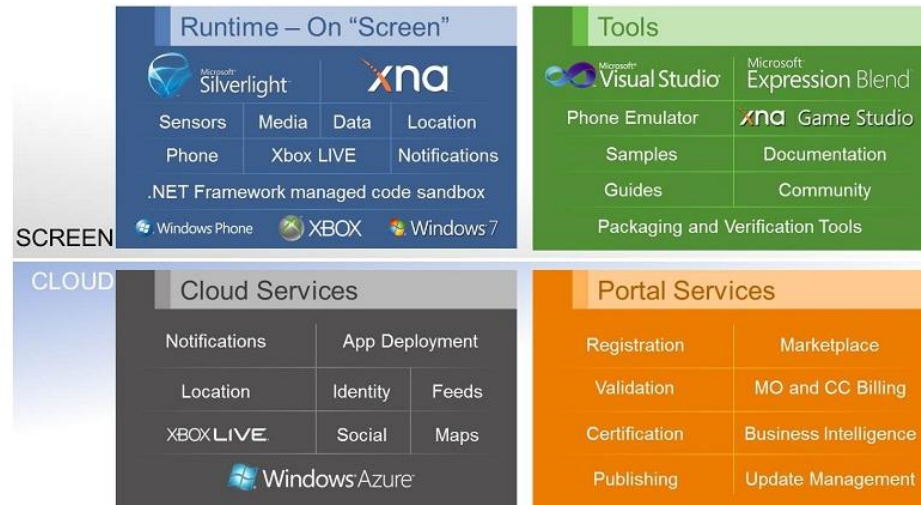 Runtime – On “Screen”
Microsoft Silverlight xna
Sensors Media Data Location
Phone Xbox LIVE Notifications
.NET Framework managed code sandbox
Windows Phone XBOX Windows 7
SCREEN
Tools
Microsoft Visual Studio Microsoft Expression Blend
Phone Emulator xna Game Studio
Samples Documentation
Guides Community
Packaging and Verification Tools
CLOUD
Cloud Services
Notifications App Deployment
Location Identity Feeds
XBOX LIVE Social Maps
Windows Azure
Portal Services
Registration Marketplace
Validation MO and CC Billing
Certification Business Intelligence
Publishing Update Management